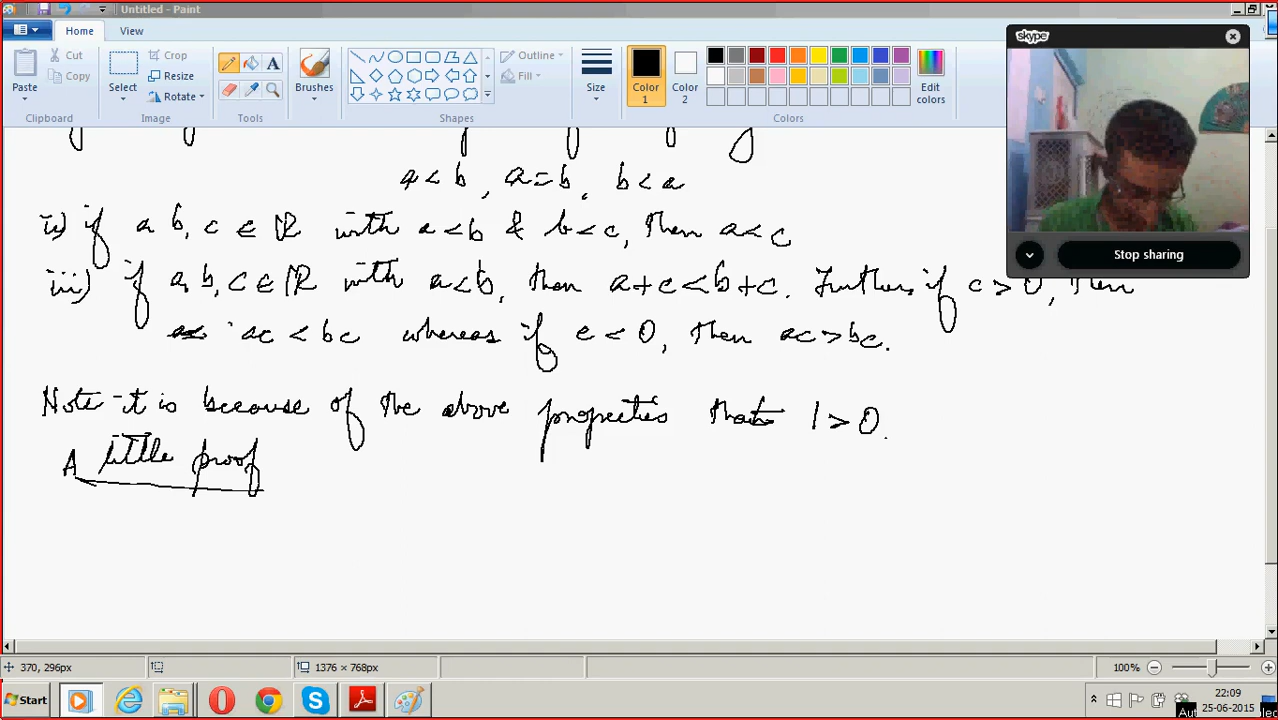 Untitled - Paint
Home View
Cut
Copy
Paste
Clipboard
Crop
Resize
Rotate
Select
Image
Tools
Brushes
Outline
Fill
Shapes
Size
Color 1
Color 2
Edit colors
Colors
skype
Stop sharing
a < b , a = b , b < a
ii) if a b, c ∈ ℝ with a < b & b < c, then a < c
iii) if a, b, c ∈ ℝ with a < b, then a + c < b + c. Further, if c > 0, then
ac < bc whereas if c < 0, then ac > bc.
Note - it is because of the above properties that 1 > 0.
A little proof
370, 296px 1376 × 768px 100%
Start 22:09
25-06-2015